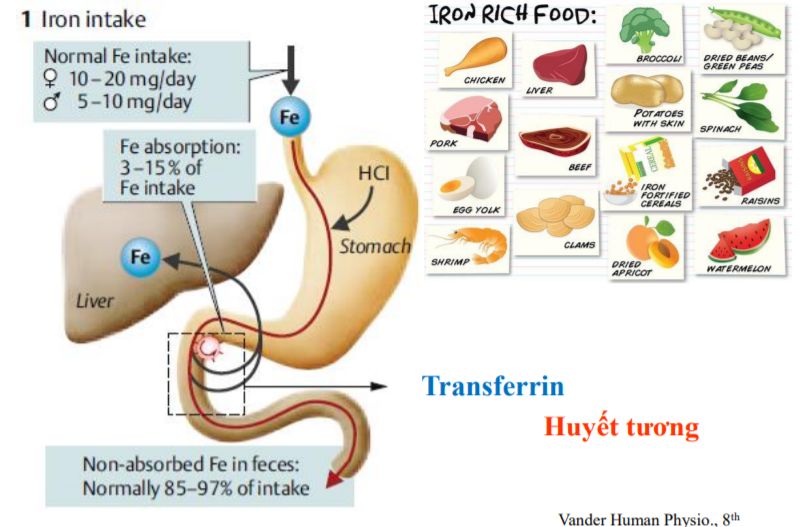 1 Iron intake
Normal Fe intake:
♀ 10–20 mg/day
♂ 5–10 mg/day
Fe
Fe absorption:
3–15% of
Fe intake
HCl
Stomach
Fe
Liver
Non-absorbed Fe in feces:
Normally 85–97% of intake
IRON RICH FOOD:
CHICKEN
LIVER
BROCCOLI
DRIED BEANS/
GREEN PEAS
PORK
BEEF
POTATOES
WITH SKIN
SPINACH
EGG YOLK
CLAMS
CEREAL
IRON
FORTIFIED
CEREALS
RAISINS
RAISINS
SHRIMP
DRIED
APRICOT
WATERMELON
Transferrin
Huyết tương
Vander Human Physio., 8th